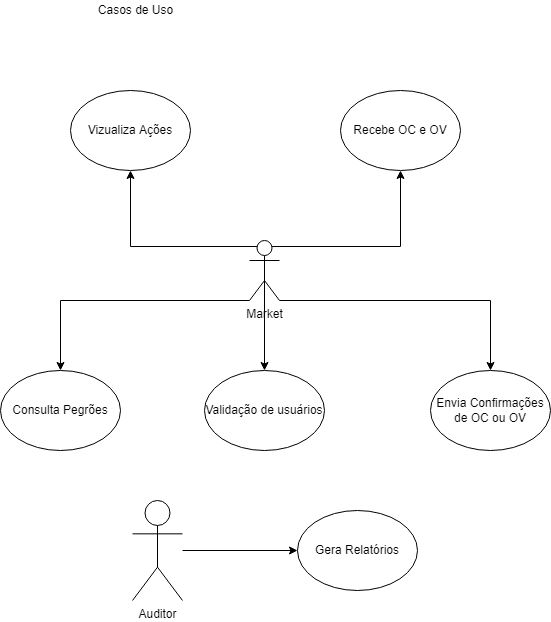 Casos de Uso
Vizualiza Ações
Recebe OC e OV
Market
Consulta Pegrões
Validação de usuários
Envia Confirmações
de OC ou OV
Gera Relatórios
Auditor